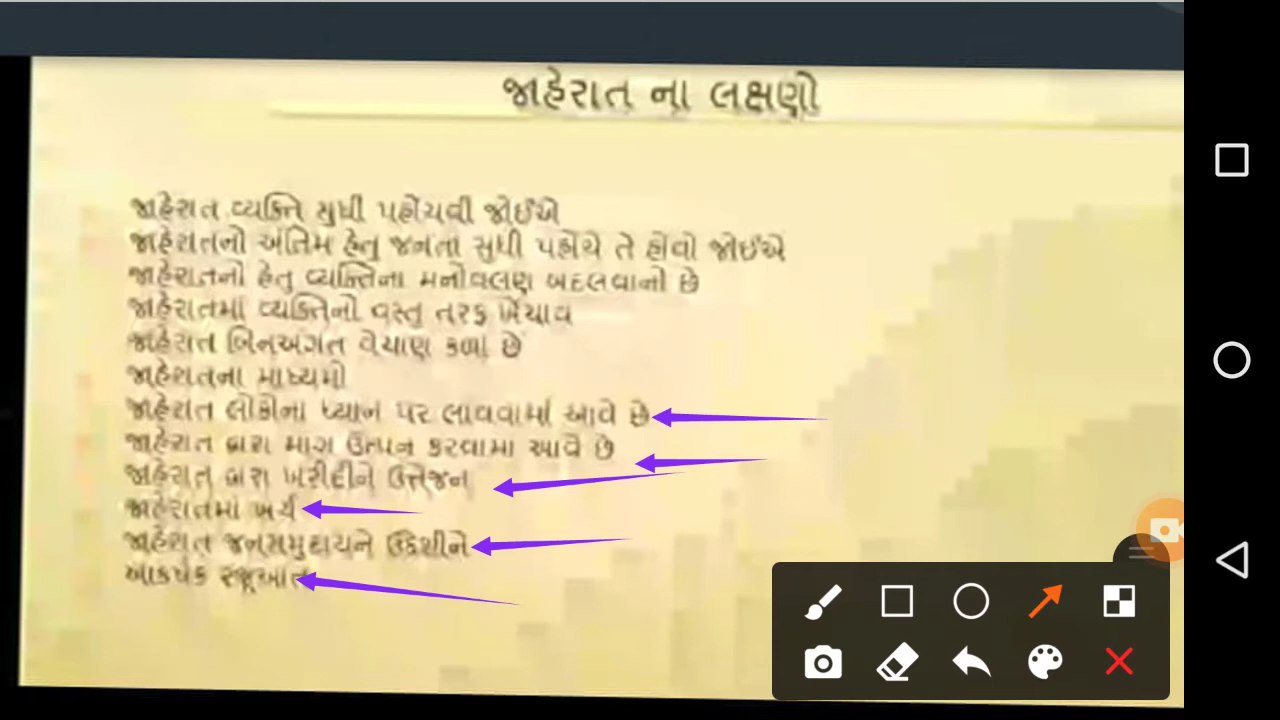 જાહેરાત ના લક્ષણો
જાહેરાત વ્યક્તિ સુધી પહોંચવી જોઈએ
જાહેરાતનો અંતિમ હેતુ જનતા સુધી પહોંચે તે હોવો જોઈએ
જાહેરાતનો હેતુ વ્યક્તિના મનોવલણ બદલવાનો છે
જાહેરાતમાં વ્યક્તિનો વસ્તુ તરફ ખેંચાવ
જાહેરાત બિનઅંગત વેચાણ કળા છે
જાહેરાતના માધ્યમો
જાહેરાત લોકોના ધ્યાન પર લાવવામાં આવે છે
જાહેરાત દ્વારા માગ ઉત્પન કરવામા આવે છે
જાહેરાત દ્વારા ખરીદીને ઉત્તેજન
જાહેરાતમાં ખર્ચ
જાહેરાત જનસમુદાયને ઉદેશીને
આકર્ષક રજૂઆત